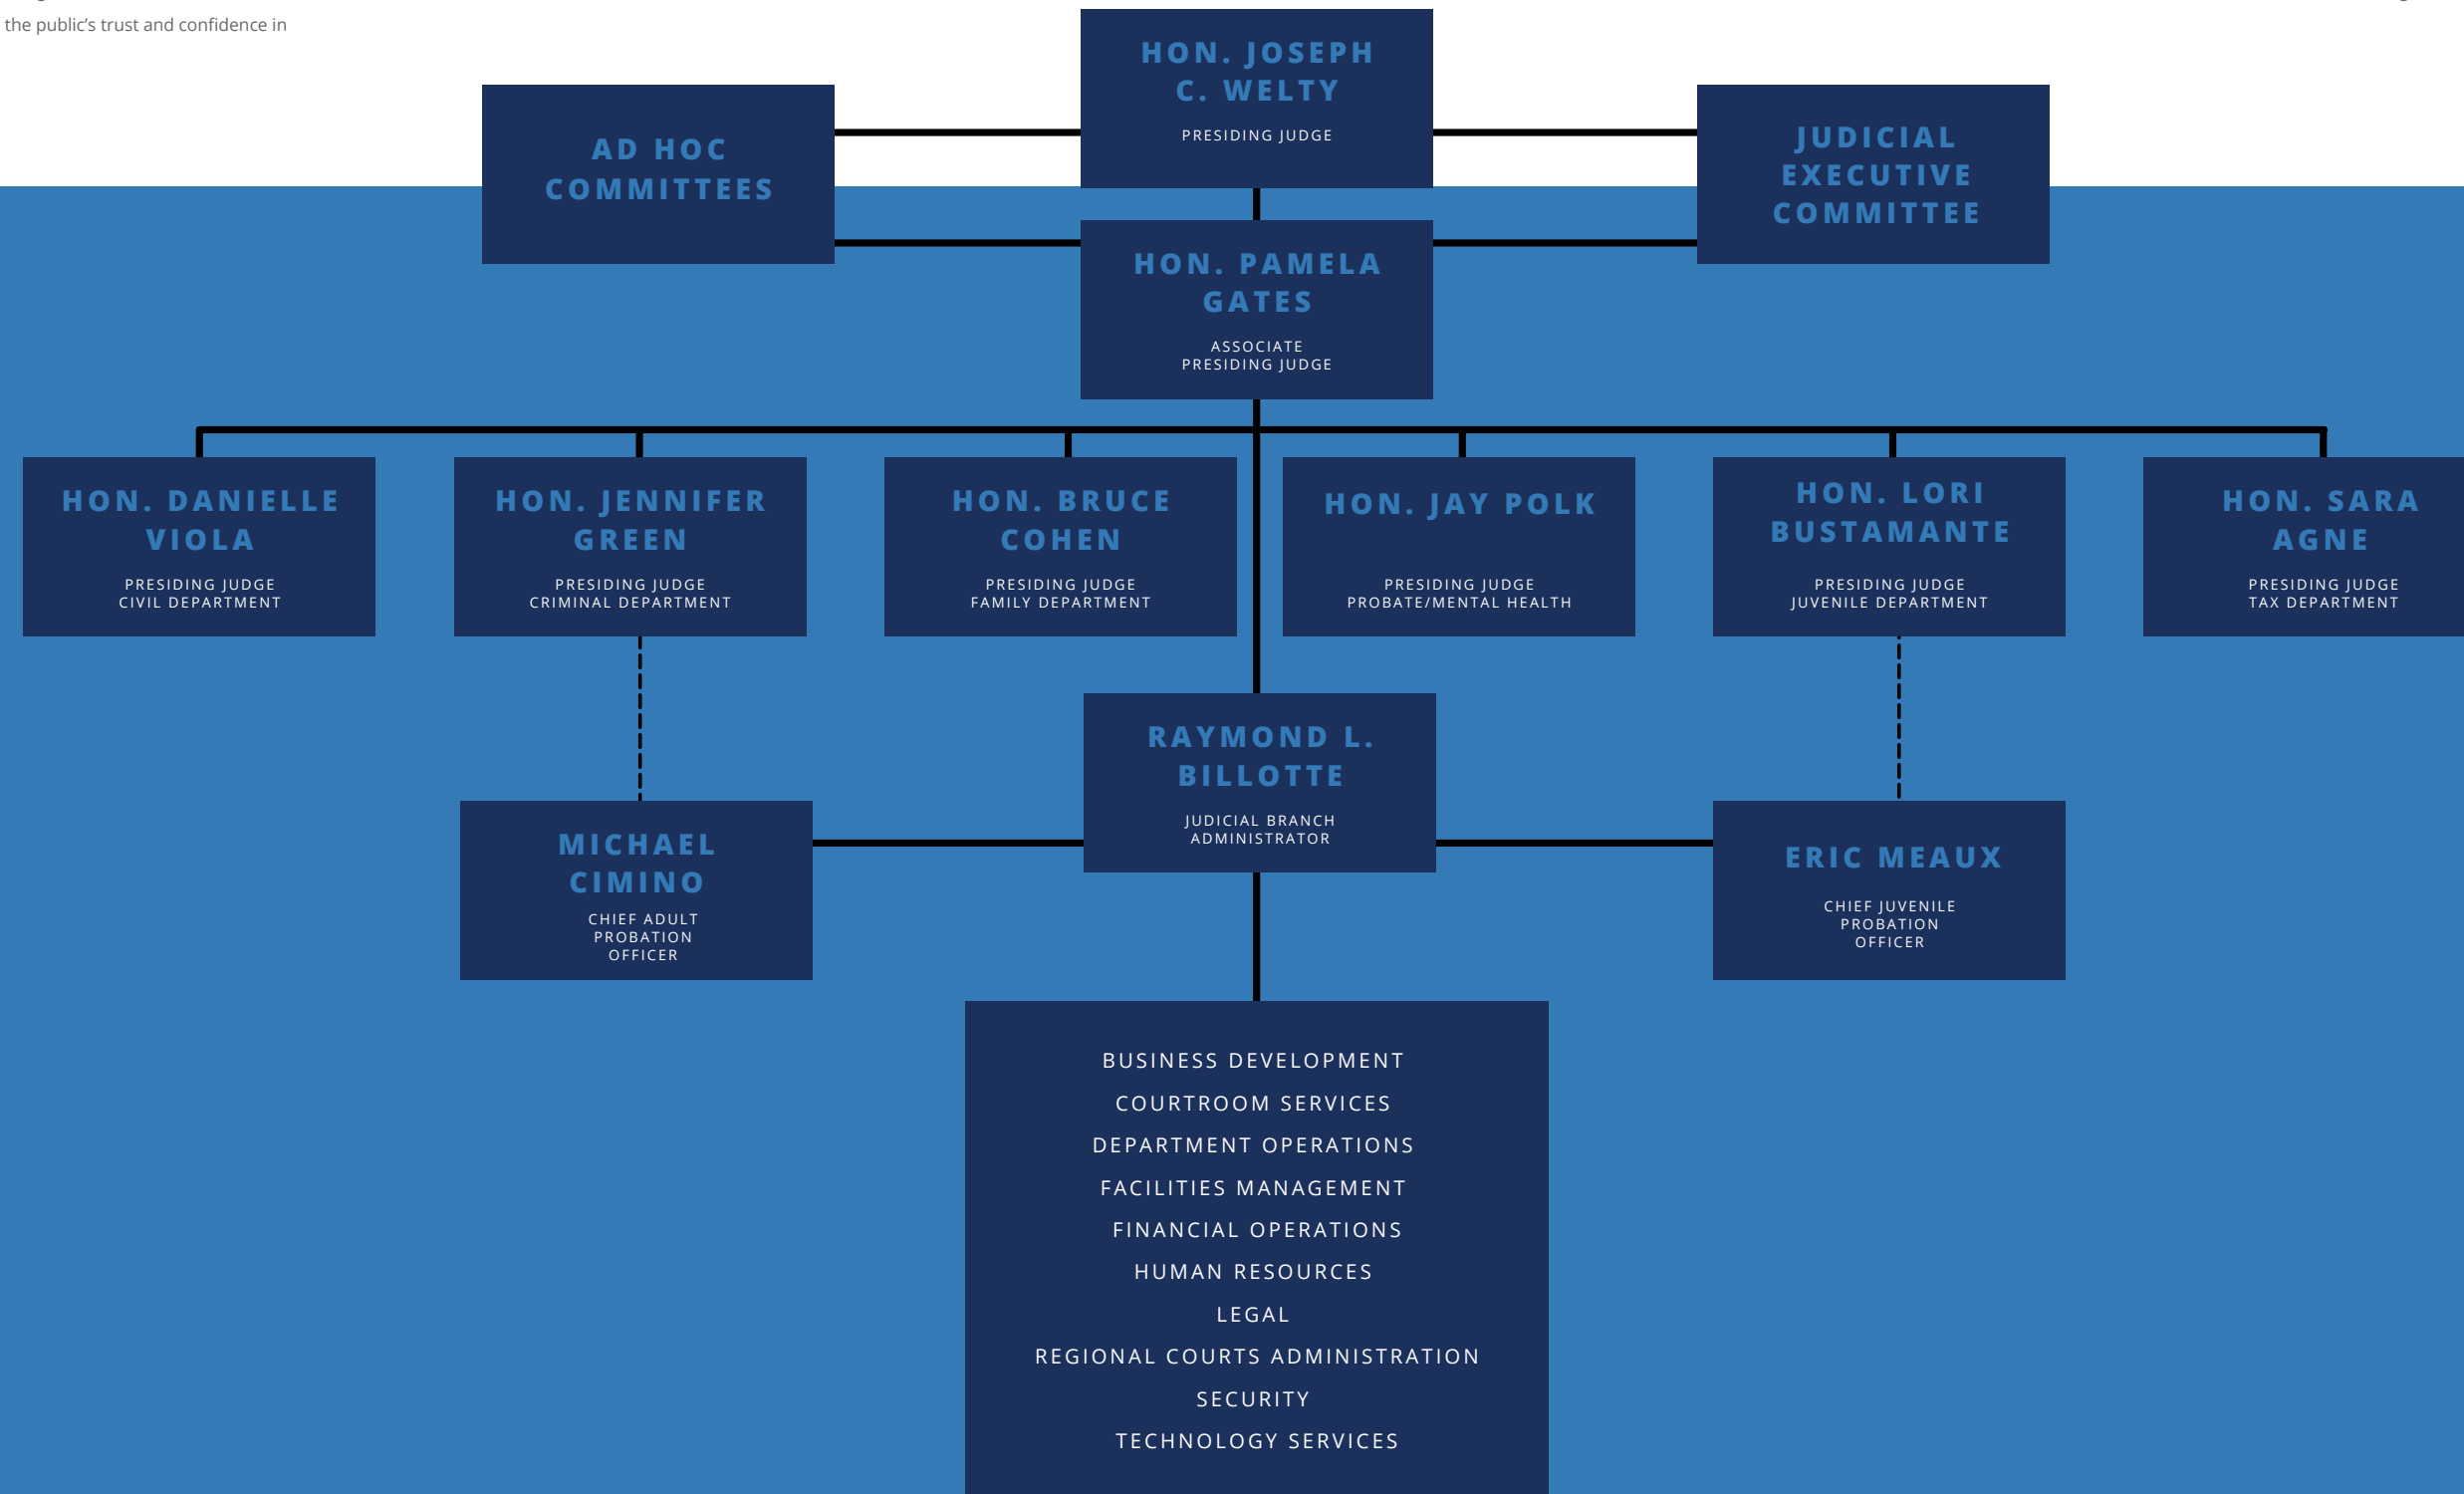 the public's trust and confidence in
HON. JOSEPH
C. WELTY
PRESIDING JUDGE
AD HOC
COMMITTEES
JUDICIAL
EXECUTIVE
COMMITTEE
HON. PAMELA
GATES
ASSOCIATE
PRESIDING JUDGE
HON. DANIELLE
VIOLA
PRESIDING JUDGE
CIVIL DEPARTMENT
HON. JENNIFER
GREEN
PRESIDING JUDGE
CRIMINAL DEPARTMENT
HON. BRUCE
COHEN
PRESIDING JUDGE
FAMILY DEPARTMENT
HON. JAY POLK
PRESIDING JUDGE
PROBATE/MENTAL HEALTH
HON. LORI
BUSTAMANTE
PRESIDING JUDGE
JUVENILE DEPARTMENT
HON. SARA
AGNE
PRESIDING JUDGE
TAX DEPARTMENT
RAYMOND L.
BILLOTTE
JUDICIAL BRANCH
ADMINISTRATOR
MICHAEL
CIMINO
CHIEF ADULT
PROBATION
OFFICER
ERIC MEAUX
CHIEF JUVENILE
PROBATION
OFFICER
BUSINESS DEVELOPMENT
COURTROOM SERVICES
DEPARTMENT OPERATIONS
FACILITIES MANAGEMENT
FINANCIAL OPERATIONS
HUMAN RESOURCES
LEGAL
REGIONAL COURTS ADMINISTRATION
SECURITY
TECHNOLOGY SERVICES